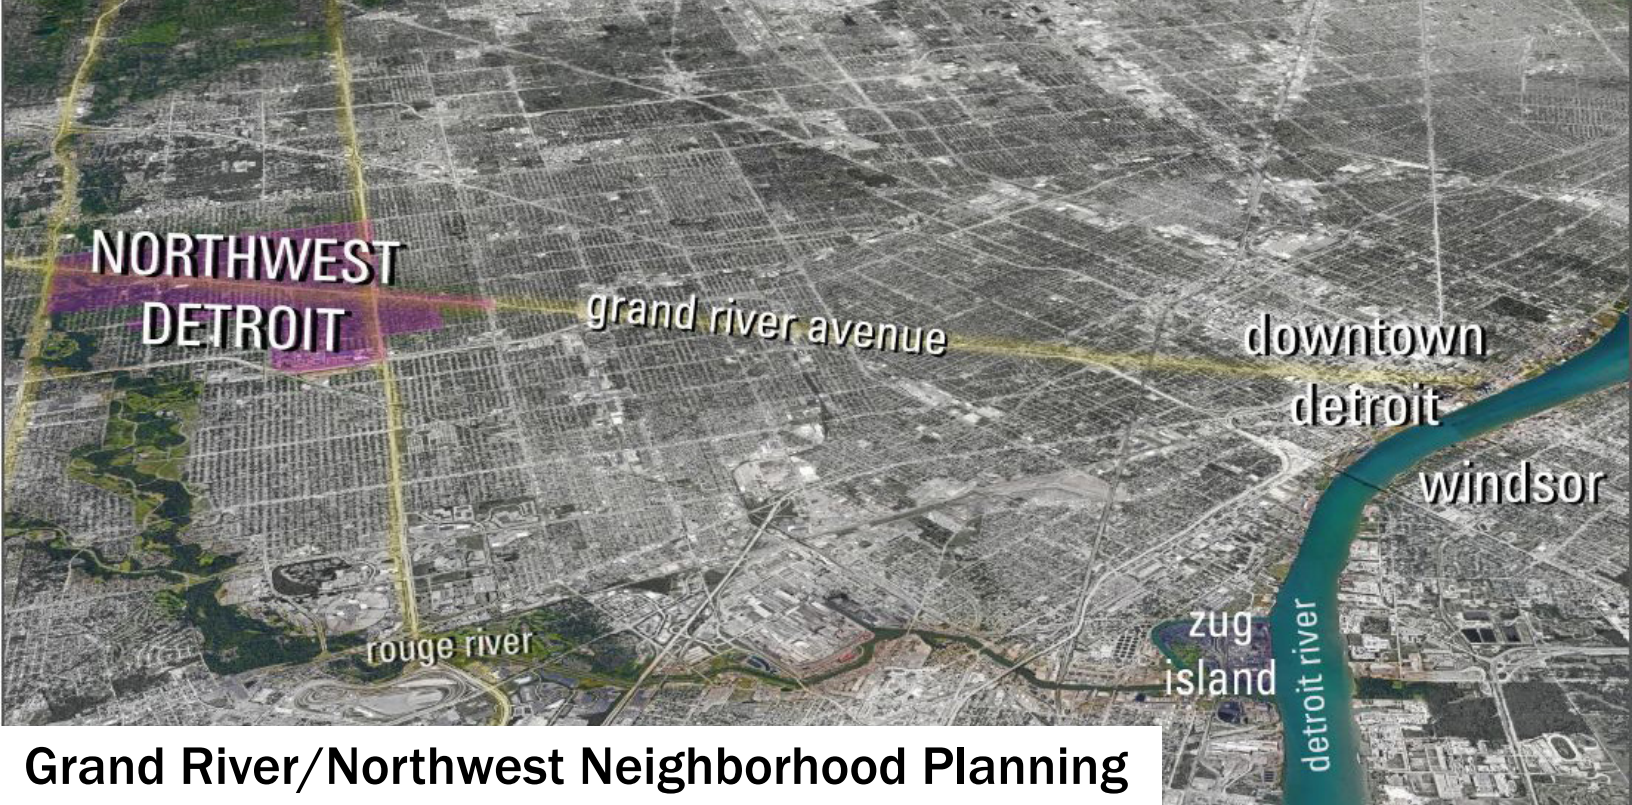 NORTHWEST
DETROIT
grand river avenue
downtown
detroit
windsor
zug
island
rouge river
detroit river
Grand River/Northwest Neighborhood Planning